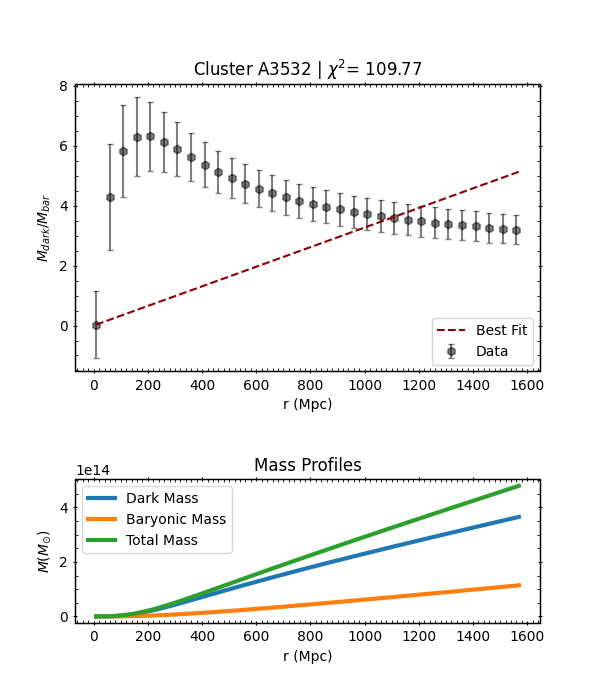 Cluster A3532 | χ²= 109.77
8
6
4
2
0
M_dark/M_bar
Best Fit
Data
0 200 400 600 800 1000 1200 1400 1600
r (Mpc)
Mass Profiles
1e14
4
2
0
M(M_⊙)
Dark Mass
Baryonic Mass
Total Mass
0 200 400 600 800 1000 1200 1400 1600
r (Mpc)